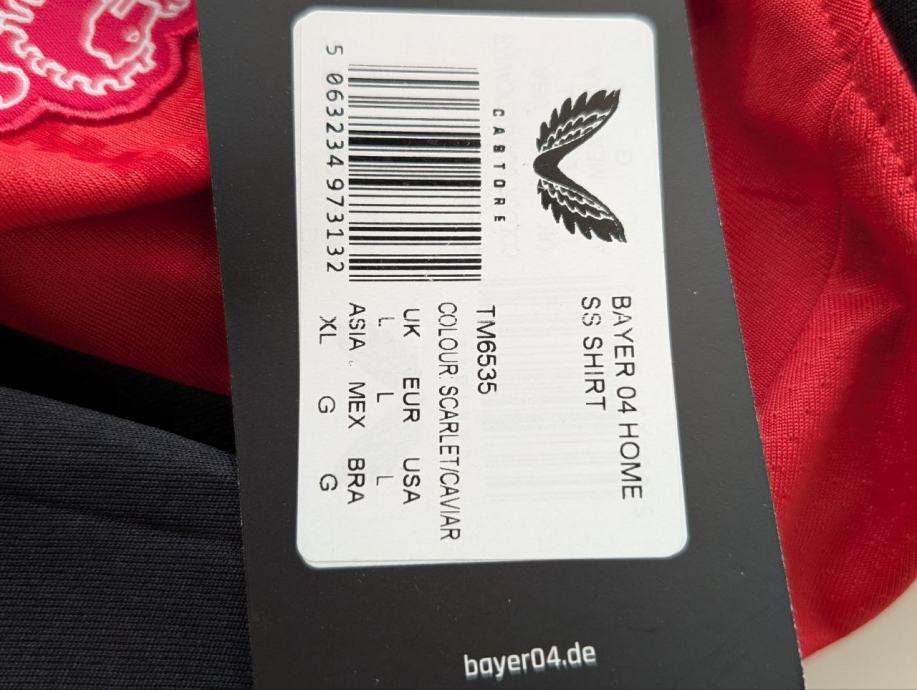 CASTORE
BAYER 04 HOME
SS SHIRT
TM6535
COLOUR: SCARLET/CAVIAR
UK EUR USA
L L L
ASIA MEX BRA
XL G G
5 063234 973132
bayer04.de